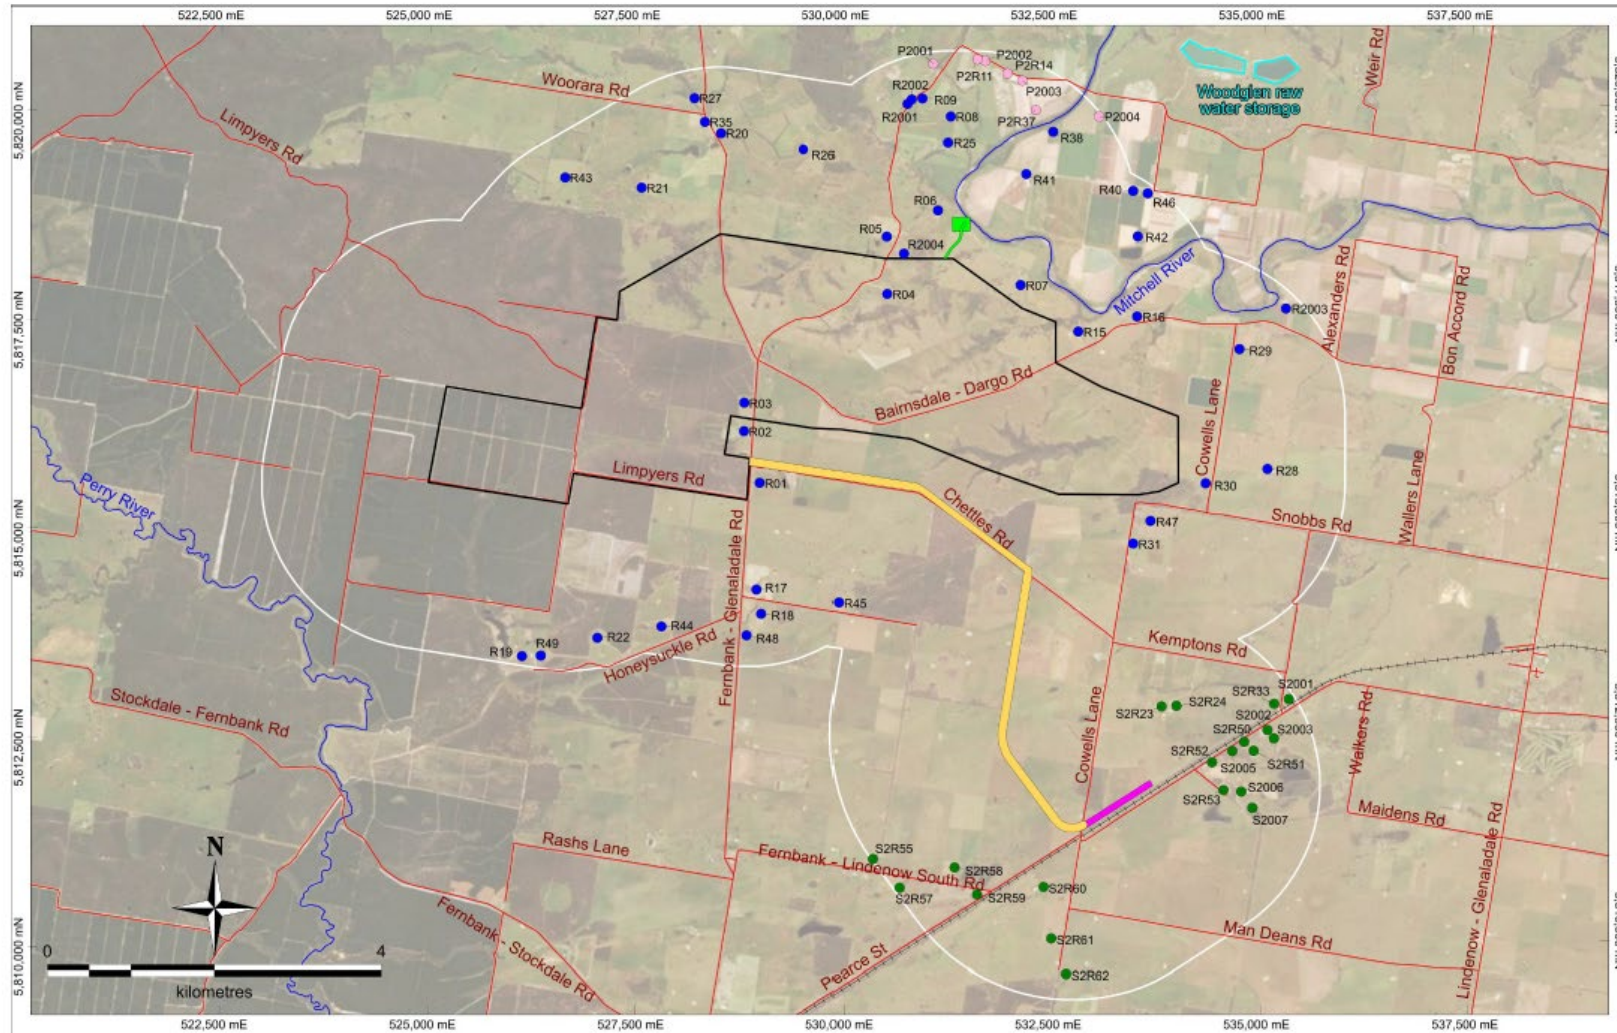 522,500 mE
525,000 mE
527,500 mE
530,000 mE
532,500 mE
535,000 mE
537,500 mE
5,820,000 mN
5,817,500 mN
5,815,000 mN
5,812,500 mN
5,810,000 mN
P2001
P2002
P2R11
P2R14
P2003
P2R37
P2004
Weir Rd
Woodglen raw
water storage
Woorara Rd
Limpyers Rd
R27
R35
R20
R26
R43
R21
R2002
R09
R2001
R08
R25
R38
R41
R40
R46
R42
R06
R05
R2004
R04
R07
R15
R16
Mitchell River
R2003
R29
Alexanders Rd
Bon Accord Rd
Bairnsdale - Dargo Rd
Cowells Lane
R03
R02
R01
Limpyers Rd
Perry River
Chettles Rd
R28
R30
R47
R31
Snobbs Rd
Wallers Lane
Fernbank - Glenaladale Rd
R17
R18
R45
R48
R44
R22
R49
R19
Honeysuckle Rd
Kemptons Rd
Stockdale - Fernbank Rd
Cowells Lane
S2001
S2R33
S2R24
S2R23
S2002
S2003
S2R50
S2R52
S2R51
S2005
S2006
S2R53
S2007
Walkers Rd
Maidens Rd
Lindenow - Glenaladale Rd
Rashs Lane
Fernbank - Lindenow South Rd
S2R55
S2R58
S2R57
S2R59
S2R60
S2R61
S2R62
Man Deans Rd
Pearce St
Fernbank - Stockdale Rd
N
0
4
kilometres
522,500 mE
525,000 mE
527,500 mE
530,000 mE
532,500 mE
535,000 mE
537,500 mE